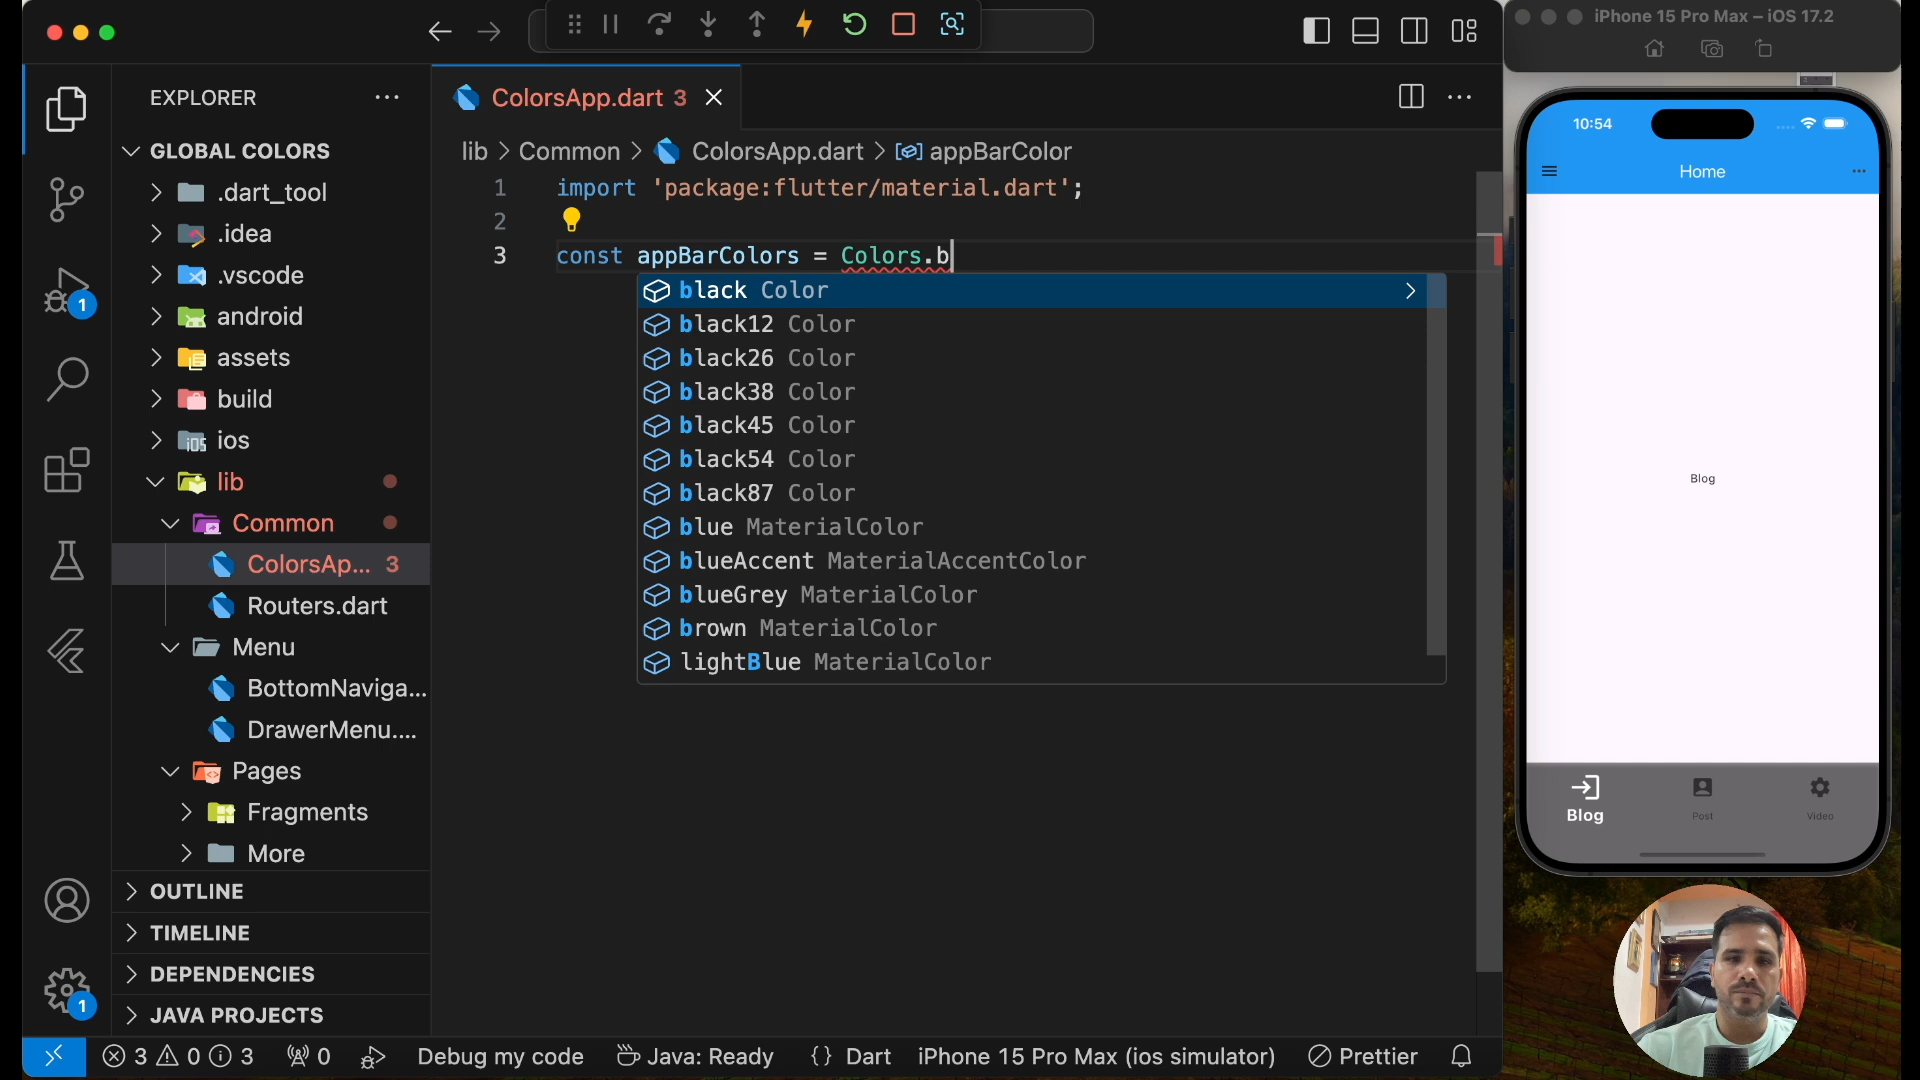 EXPLORER
GLOBAL COLORS
.dart_tool
.idea
.vscode
android
assets
build
ios
lib
Common
ColorsAp... 3
Routers.dart
Menu
BottomNaviga...
DrawerMenu....
Pages
Fragments
More
OUTLINE
TIMELINE
DEPENDENCIES
JAVA PROJECTS
1
1
ColorsApp.dart 3
lib > Common > ColorsApp.dart > appBarColor
1 import 'package:flutter/material.dart';
2
3 const appBarColors = Colors.b
black Color
black12 Color
black26 Color
black38 Color
black45 Color
black54 Color
black87 Color
blue MaterialColor
blueAccent MaterialAccentColor
blueGrey MaterialColor
brown MaterialColor
lightBlue MaterialColor
3 0 3 0 Debug my code Java: Ready {} Dart iPhone 15 Pro Max (ios simulator) Prettier
iPhone 15 Pro Max – iOS 17.2
10:54
Home
Blog
Blog Post Video